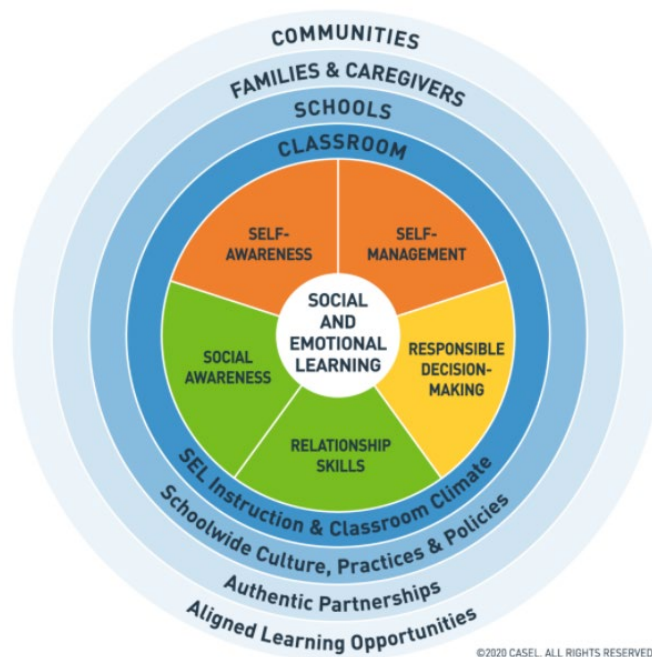 COMMUNITIES
FAMILIES & CAREGIVERS
SCHOOLS
CLASSROOM
SELF-
AWARENESS
SELF-
MANAGEMENT
SOCIAL
AND
EMOTIONAL
LEARNING
SOCIAL
AWARENESS
RESPONSIBLE
DECISION-
MAKING
RELATIONSHIP
SKILLS
SEL Instruction & Classroom Climate
Schoolwide Culture, Practices & Policies
Authentic Partnerships
Aligned Learning Opportunities
©2020 CASEL. ALL RIGHTS RESERVED